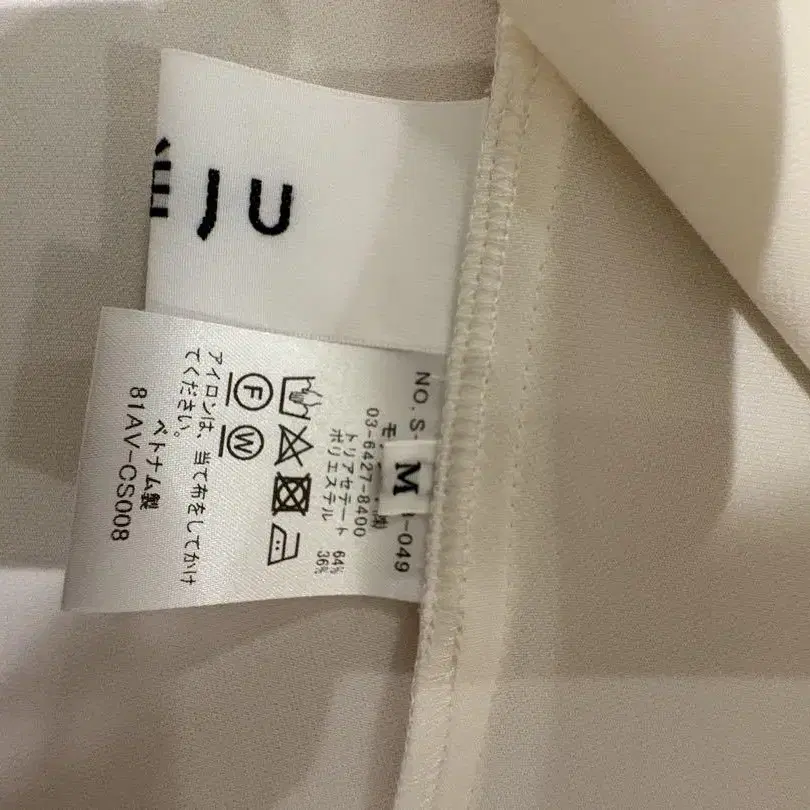 M
NO. S-
-049
03-6427-8400
トリアセテート 64%
ポリエステル 36%
F
W
アイロンは、当て布をしてかけ
てください。
ベトナム製
81AV-CS008